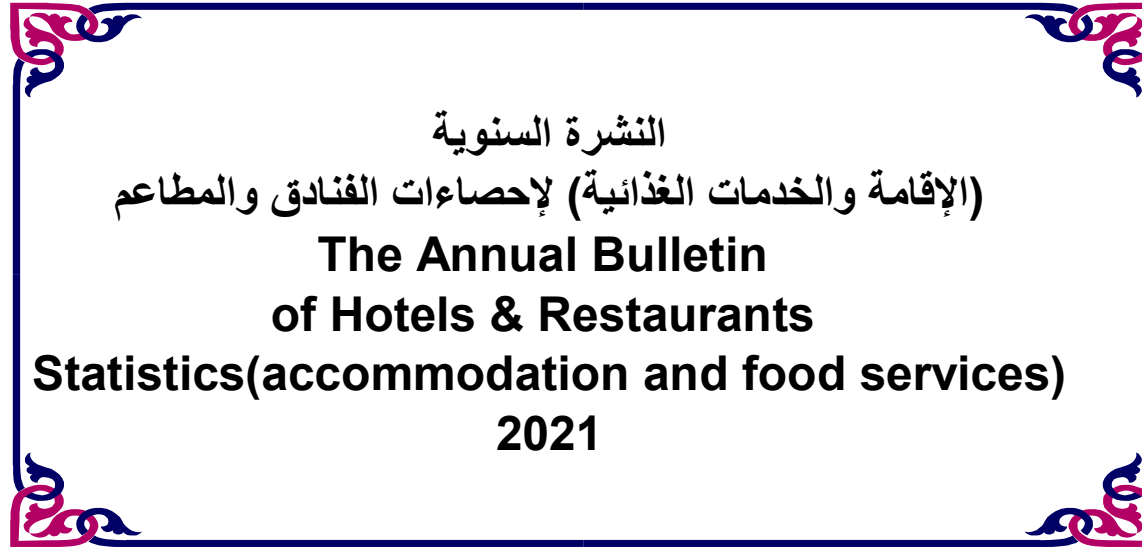 النشرة السنوية
(الإقامة والخدمات الغذائية) لإحصاءات الفنادق والمطاعم
The Annual Bulletin
of Hotels & Restaurants
Statistics(accommodation and food services)
2021